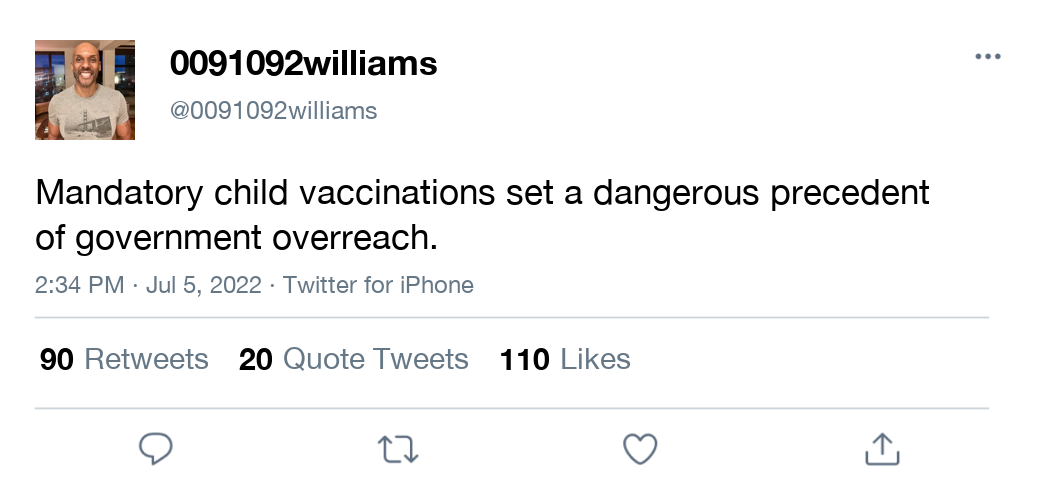 0091092williams
@0091092williams
Mandatory child vaccinations set a dangerous precedent
of government overreach.
2:34 PM · Jul 5, 2022 · Twitter for iPhone
90 Retweets 20 Quote Tweets 110 Likes